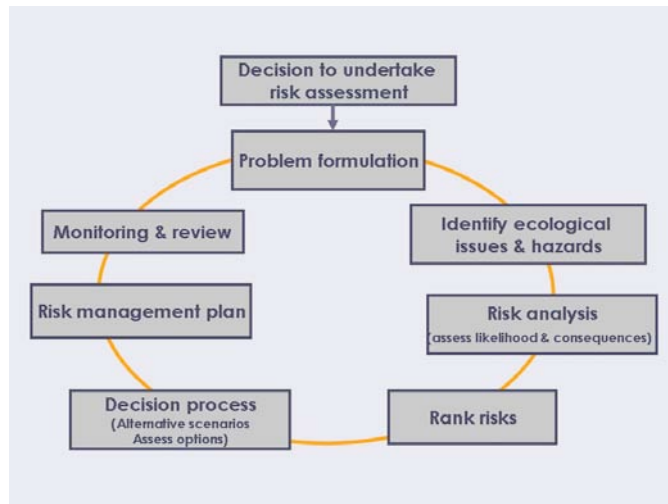 Decision to undertake
risk assessment
Problem formulation
Identify ecological
issues & hazards
Risk analysis
(assess likelihood & consequences)
Rank risks
Decision process
(Alternative scenarios
Assess options)
Risk management plan
Monitoring & review